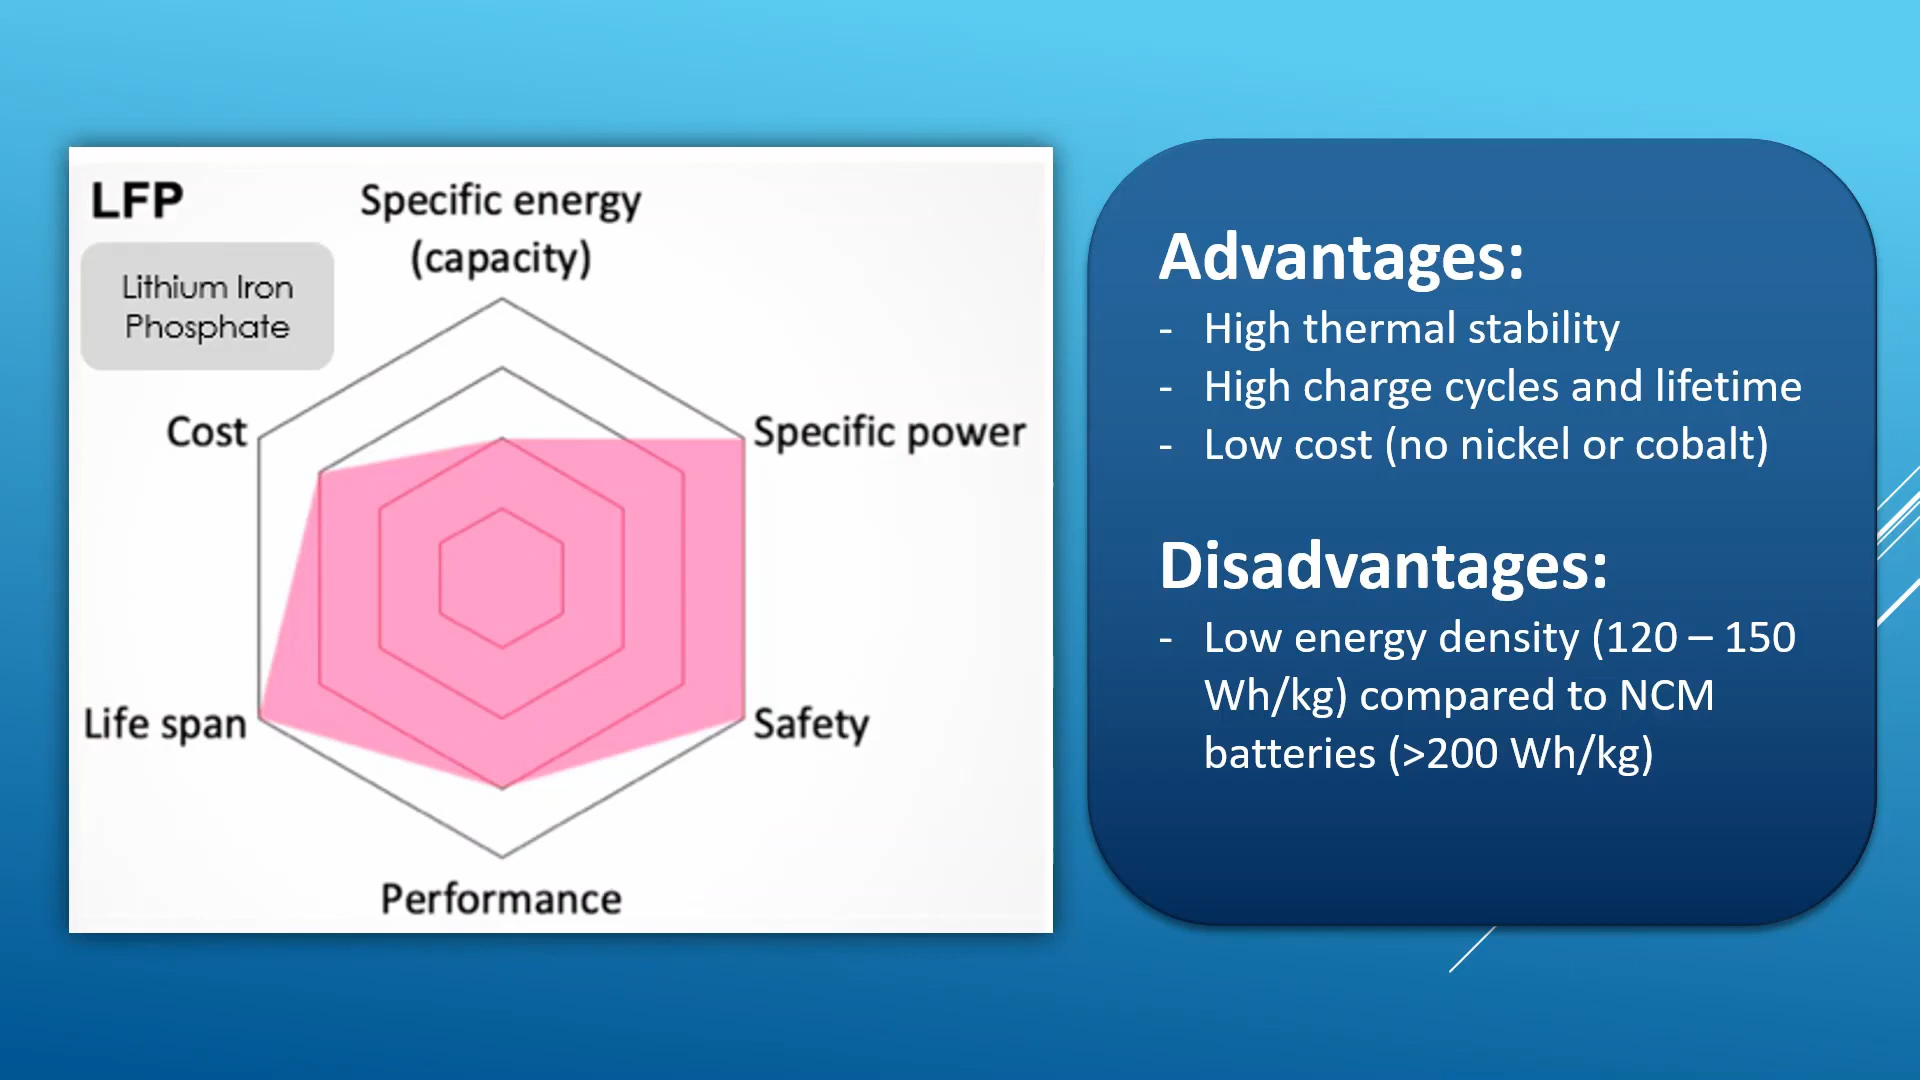 LFP
Lithium Iron
Phosphate
Specific energy
(capacity)
Cost
Specific power
Life span
Safety
Performance
Advantages:
- High thermal stability
- High charge cycles and lifetime
- Low cost (no nickel or cobalt)
Disadvantages:
- Low energy density (120 – 150
Wh/kg) compared to NCM
batteries (>200 Wh/kg)